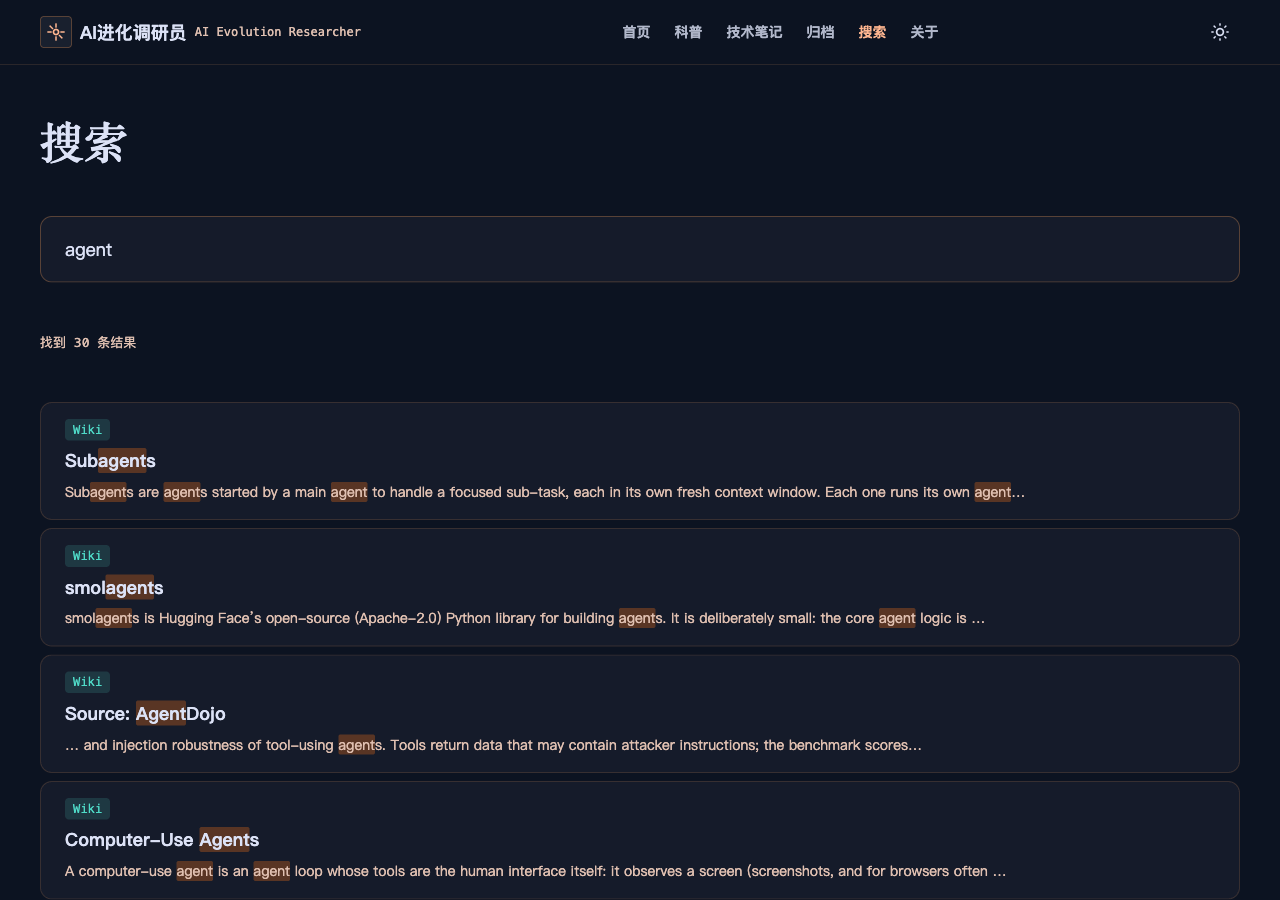 AI进化调研员 AI Evolution Researcher 首页 科普 技术笔记 归档 搜索 关于
搜索
agent
找到 30 条结果
Wiki
Subagents
Subagents are agents started by a main agent to handle a focused sub-task, each in its own fresh context window. Each one runs its own agent…
Wiki
smolagents
smolagents is Hugging Face’s open-source (Apache-2.0) Python library for building agents. It is deliberately small: the core agent logic is …
Wiki
Source: AgentDojo
… and injection robustness of tool-using agents. Tools return data that may contain attacker instructions; the benchmark scores…
Wiki
Computer-Use Agents
A computer-use agent is an agent loop whose tools are the human interface itself: it observes a screen (screenshots, and for browsers often …